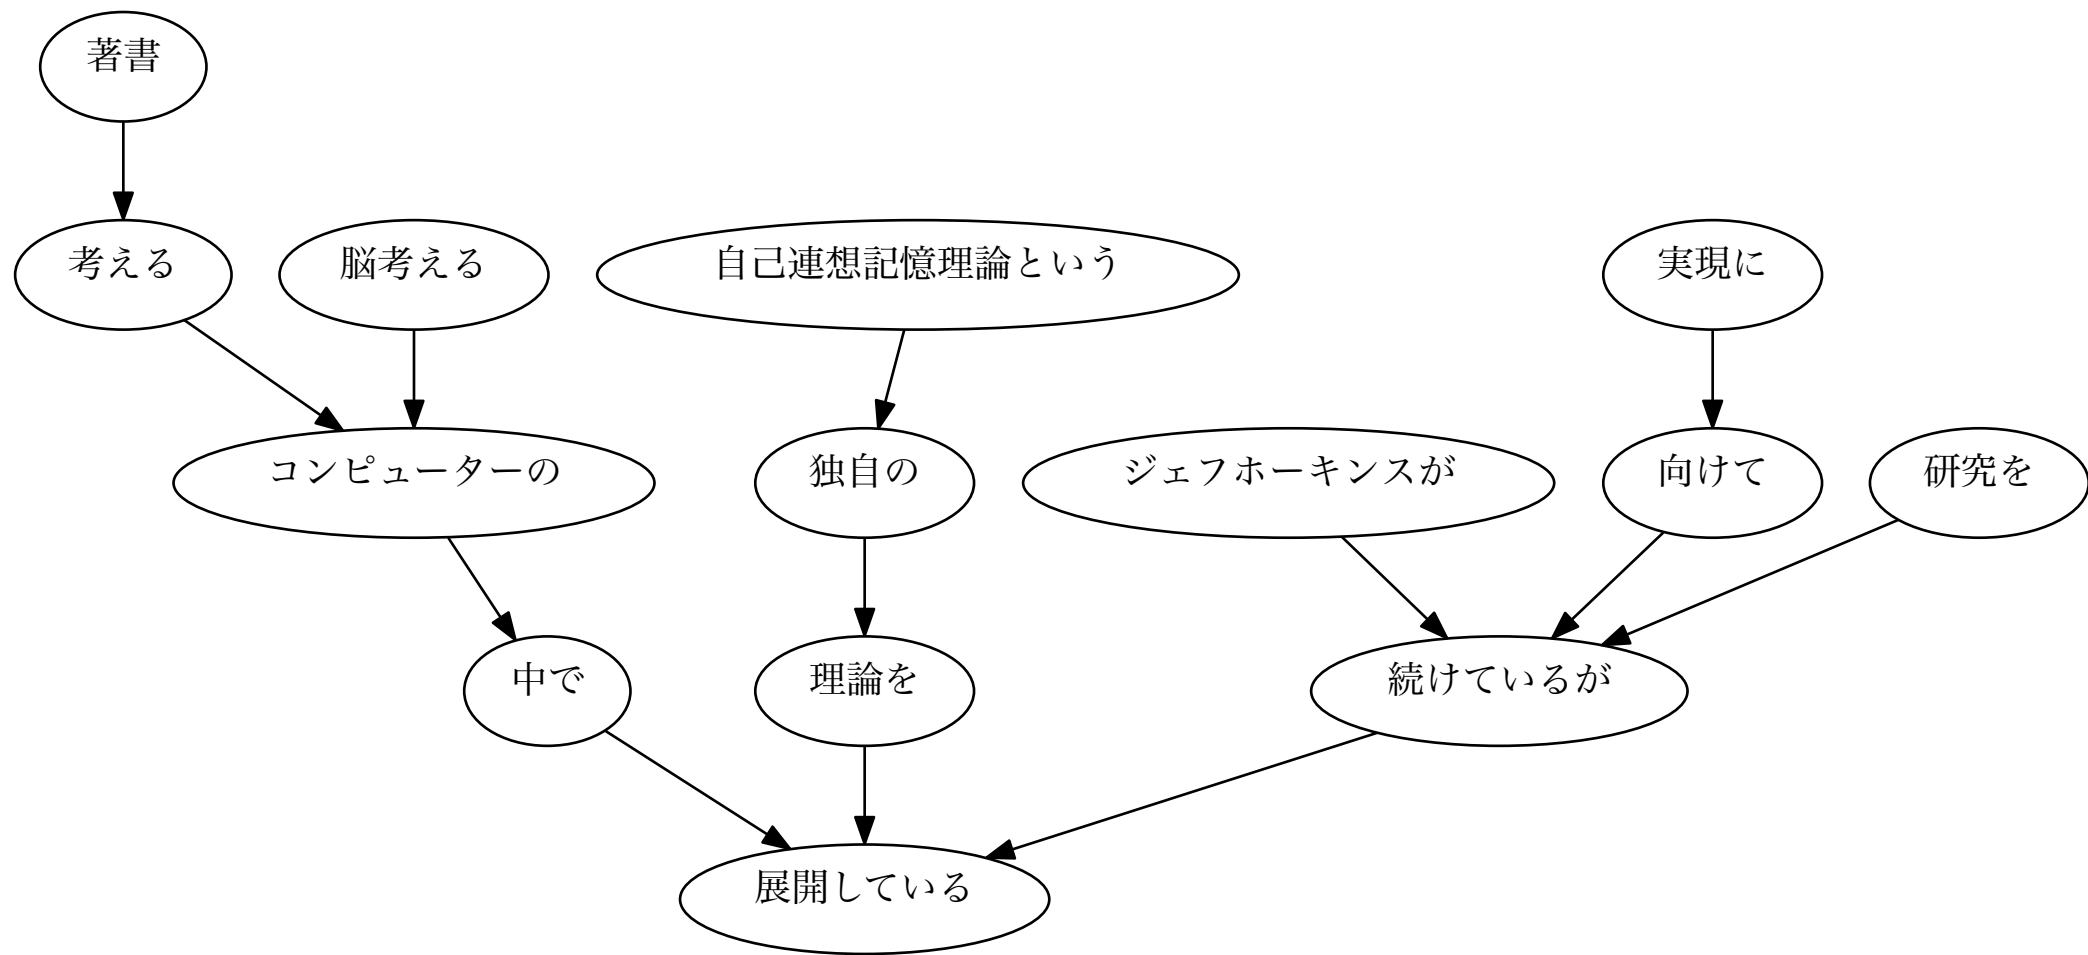 著書
考える
脳考える
自己連想記憶理論という
実現に
コンピューターの
独自の
ジェフホーキンスが
向けて
研究を
中で
理論を
続けているが
展開している